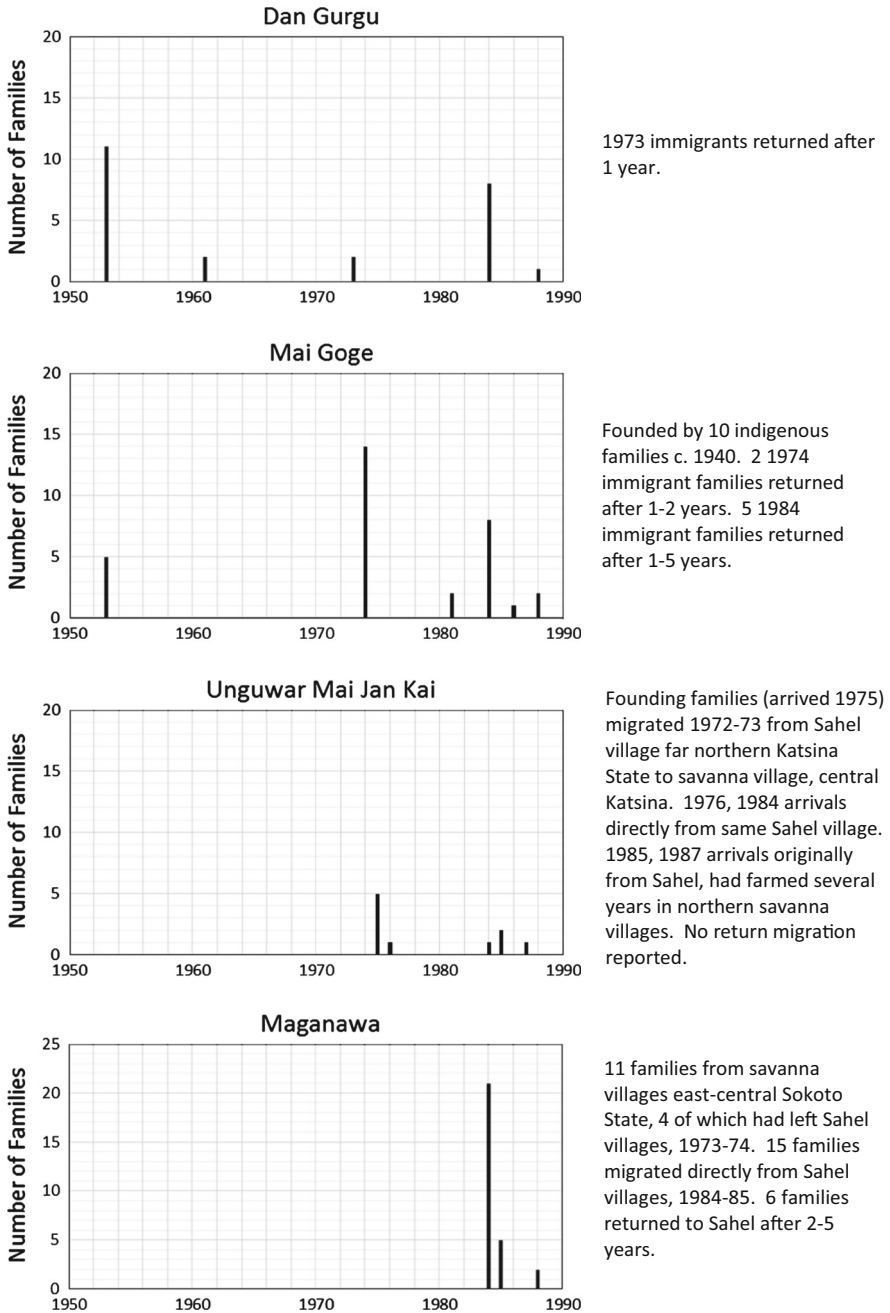 Dan Gurgu
Number of Families
20
15
10
5
0
1950
1960
1970
1980
1990
1973 immigrants returned after
1 year.
Mai Goge
Number of Families
20
15
10
5
0
1950
1960
1970
1980
1990
Founded by 10 indigenous
families c. 1940. 2 1974
immigrant families returned
after 1-2 years. 5 1984
immigrant families returned
after 1-5 years.
Unguwar Mai Jan Kai
Number of Families
20
15
10
5
0
1950
1960
1970
1980
1990
Founding families (arrived 1975)
migrated 1972-73 from Sahel
village far northern Katsina
State to savanna village, central
Katsina. 1976, 1984 arrivals
directly from same Sahel village.
1985, 1987 arrivals originally
from Sahel, had farmed several
years in northern savanna
villages. No return migration
reported.
Maganawa
Number of Families
25
20
15
10
5
0
1950
1960
1970
1980
1990
11 families from savanna
villages east-central Sokoto
State, 4 of which had left Sahel
villages, 1973-74. 15 families
migrated directly from Sahel
villages, 1984-85. 6 families
returned to Sahel after 2-5
years.